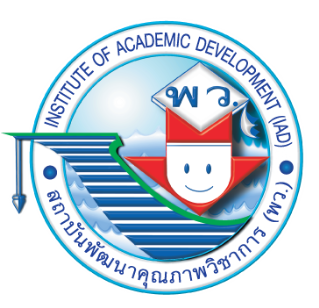 INSTITUTE OF ACADEMIC DEVELOPMENT (IAD)
พว.
สถาบันพัฒนาคุณภาพวิชาการ (พว.)